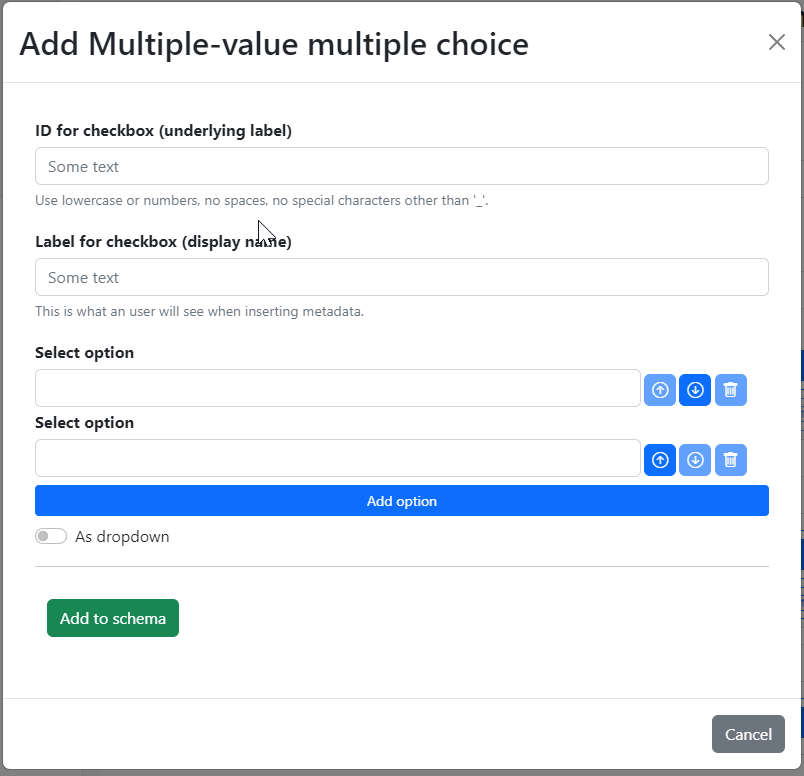 Add Multiple-value multiple choice
ID for checkbox (underlying label)
Some text
Use lowercase or numbers, no spaces, no special characters other than '_'.
Label for checkbox (display name)
Some text
This is what an user will see when inserting metadata.
Select option
Select option
Add option
As dropdown
Add to schema
Cancel